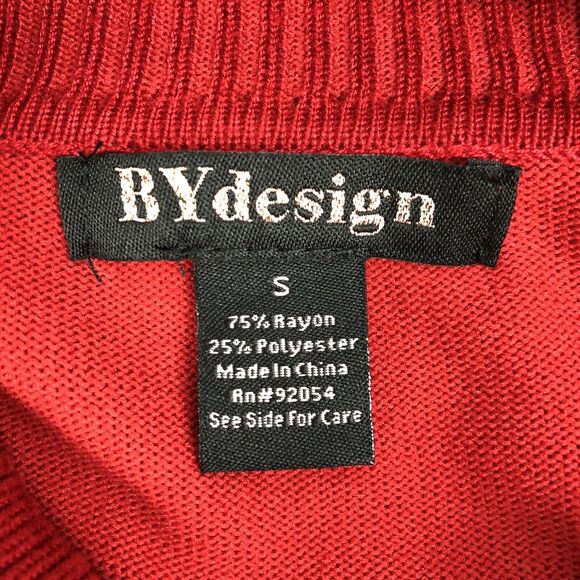 BYdesign
S
75% Rayon
25% Polyester
Made In China
Rn#92054
See Side For Care